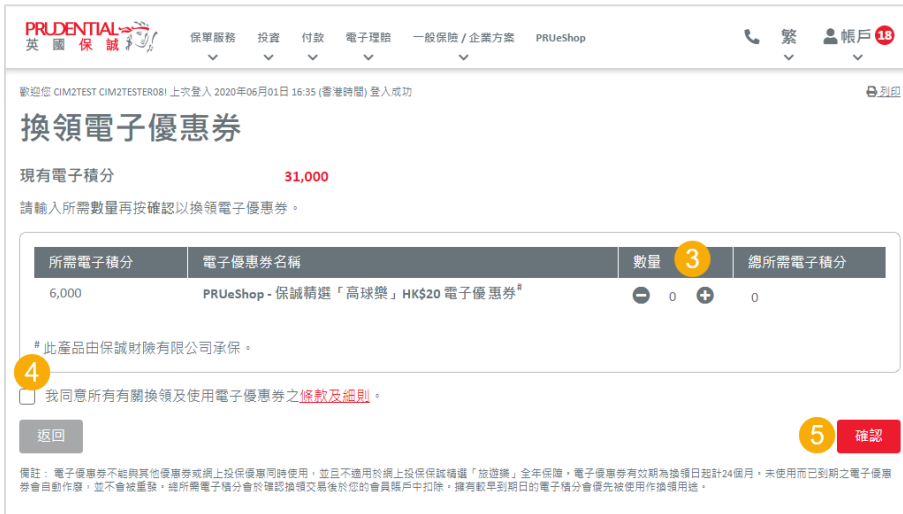 PRUDENTIAL
英國保誠
保單服務 投資 付款 電子理賠 一般保險 / 企業方案 PRUeShop 繁 帳戶 18
歡迎您 CIM2TEST CIM2TESTER08! 上次登入 2020年06月01日 16:35 (香港時間) 登入成功 列印
換領電子優惠券
現有電子積分 31,000
請輸入所需數量再按確認以換領電子優惠券。
所需電子積分 電子優惠券名稱 數量 3 總所需電子積分
6,000 PRUeShop - 保誠精選「高球樂」HK$20 電子優惠券# 0 0
# 此產品由保誠財險有限公司承保。
4
我同意所有有關換領及使用電子優惠券之條款及細則。
返回 5 確認
備註： 電子優惠券不能與其他優惠券或網上投保優惠同時使用，並且不適用於網上投保保誠精選「旅遊樂」全年保障。電子優惠券有效期為換領日起計24個月，未使用而已到期之電子優惠
券會自動作廢，並不會被重發。總所需電子積分會於確認換領交易後於您的會員賬戶中扣除。擁有較早到期日的電子積分會優先被使用作換領用途。